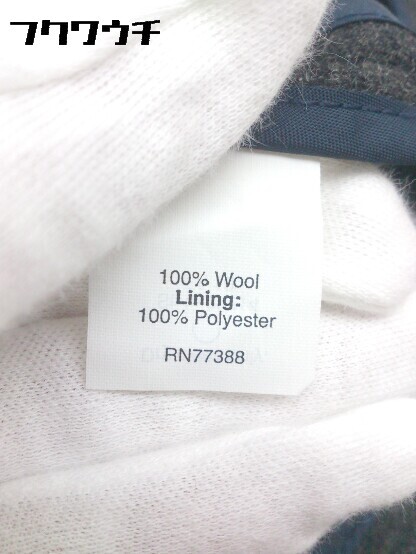 フクワウチ
100% Wool
Lining:
100% Polyester
RN77388